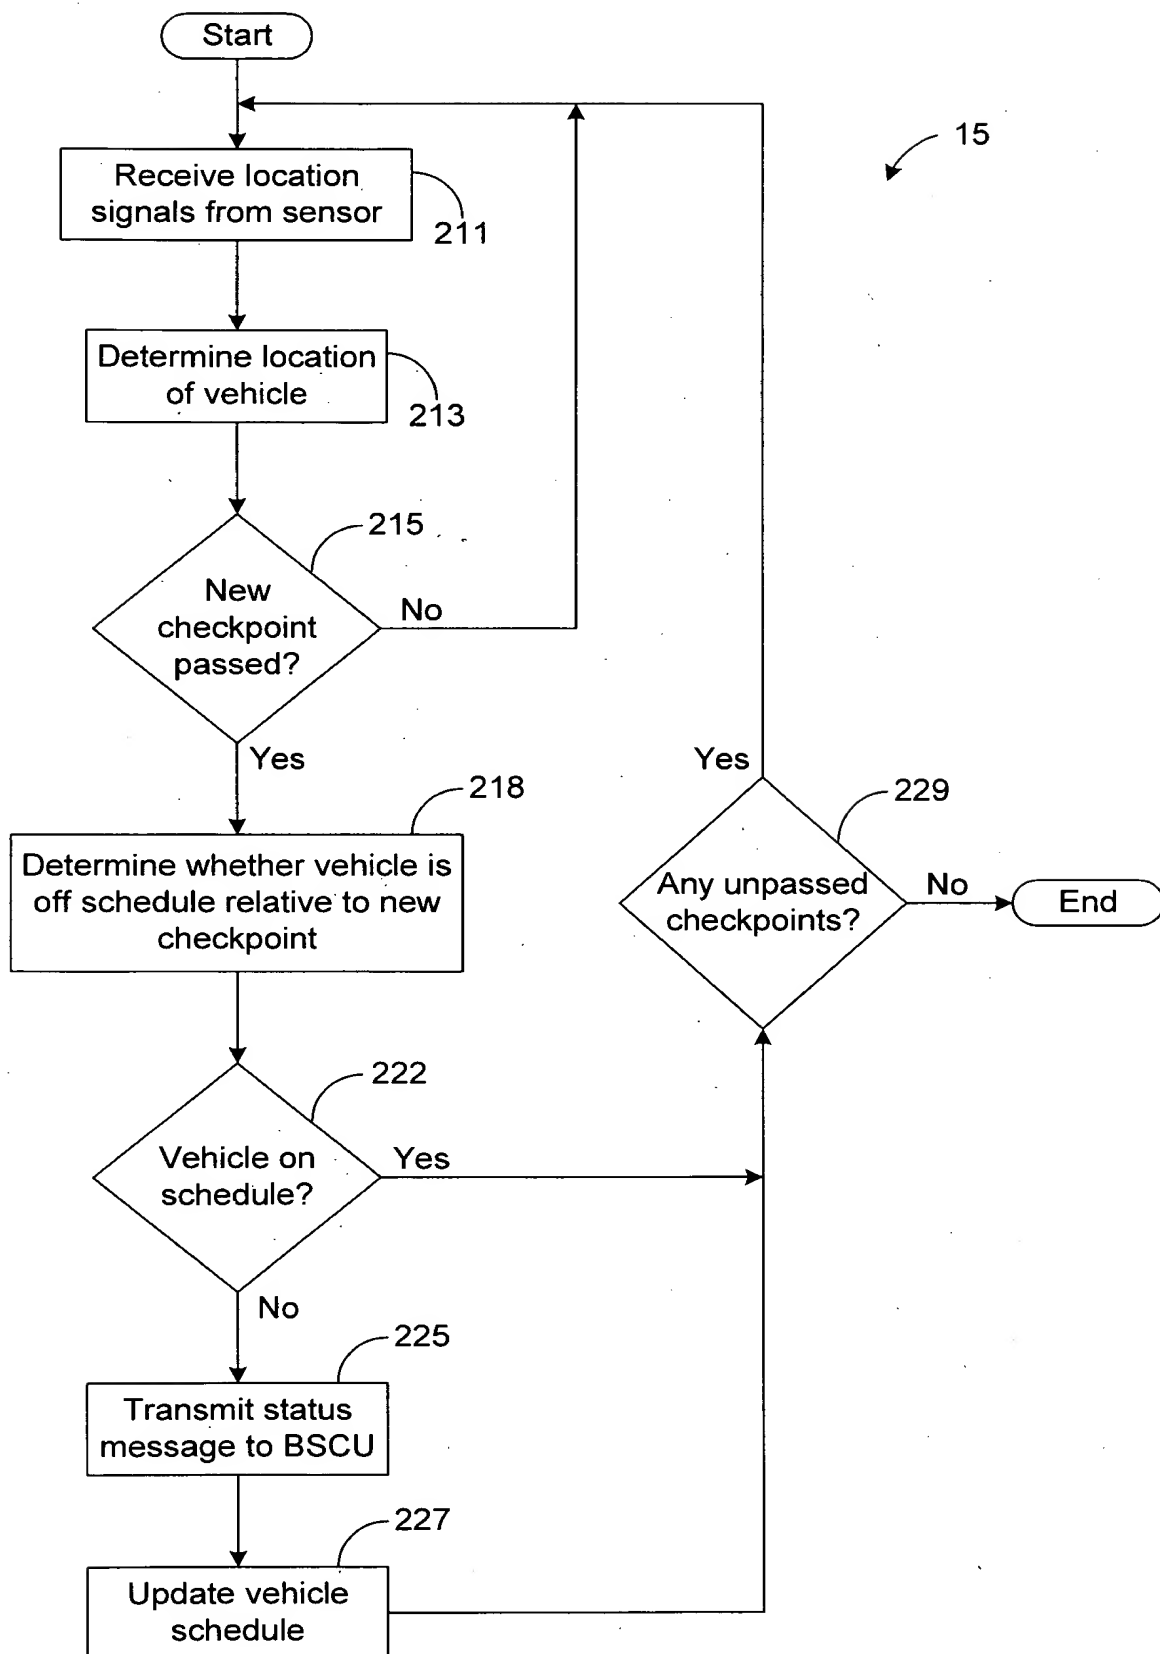 Start
15
Receive location
signals from sensor
211
Determine location
of vehicle
213
215
New
checkpoint
passed?
No
Yes
218
Determine whether vehicle is
off schedule relative to new
checkpoint
222
Vehicle on
schedule?
Yes
No
225
Transmit status
message to BSCU
227
Update vehicle
schedule
Yes
229
Any unpassed
checkpoints?
No
End